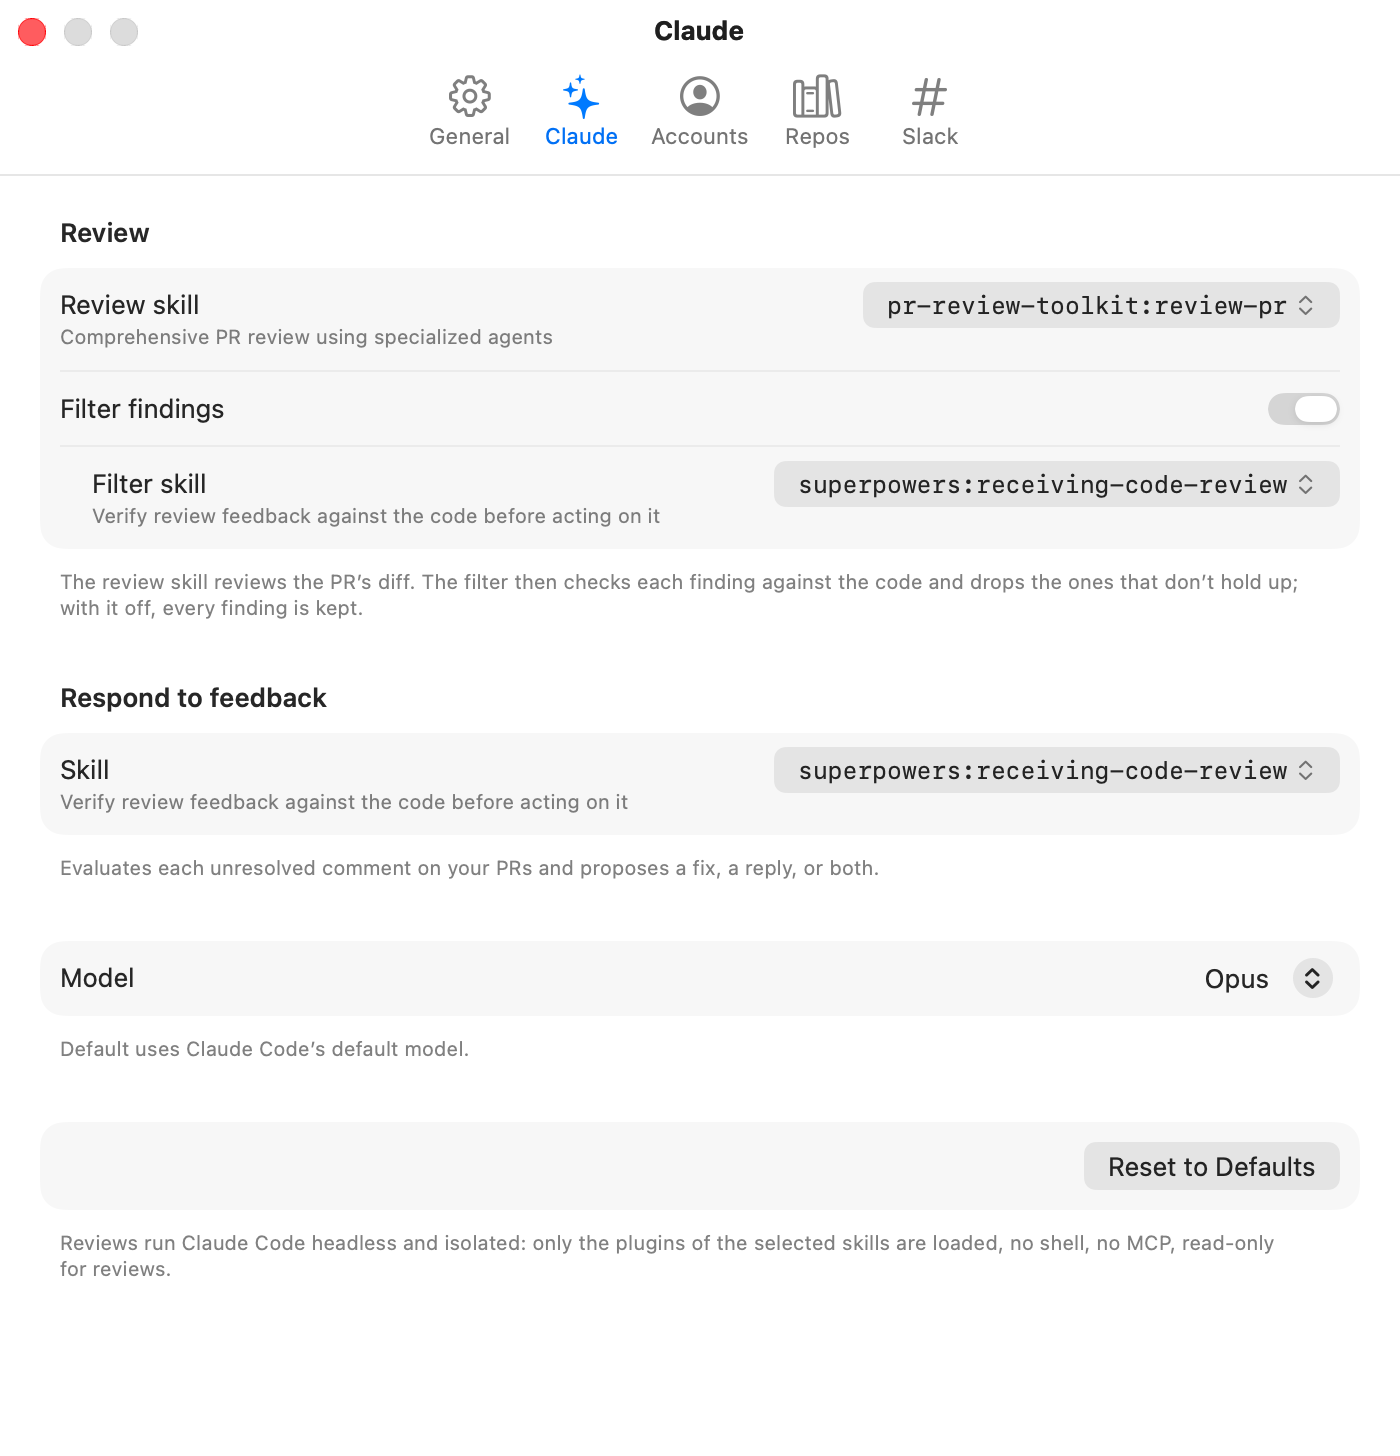 Claude
General
Claude
Accounts
Repos
Slack
Review
Review skill
pr-review-toolkit:review-pr
Comprehensive PR review using specialized agents
Filter findings
Filter skill
superpowers:receiving-code-review
Verify review feedback against the code before acting on it
The review skill reviews the PR’s diff. The filter then checks each finding against the code and drops the ones that don’t hold up;
with it off, every finding is kept.
Respond to feedback
Skill
superpowers:receiving-code-review
Verify review feedback against the code before acting on it
Evaluates each unresolved comment on your PRs and proposes a fix, a reply, or both.
Model
Opus
Default uses Claude Code’s default model.
Reset to Defaults
Reviews run Claude Code headless and isolated: only the plugins of the selected skills are loaded, no shell, no MCP, read-only
for reviews.